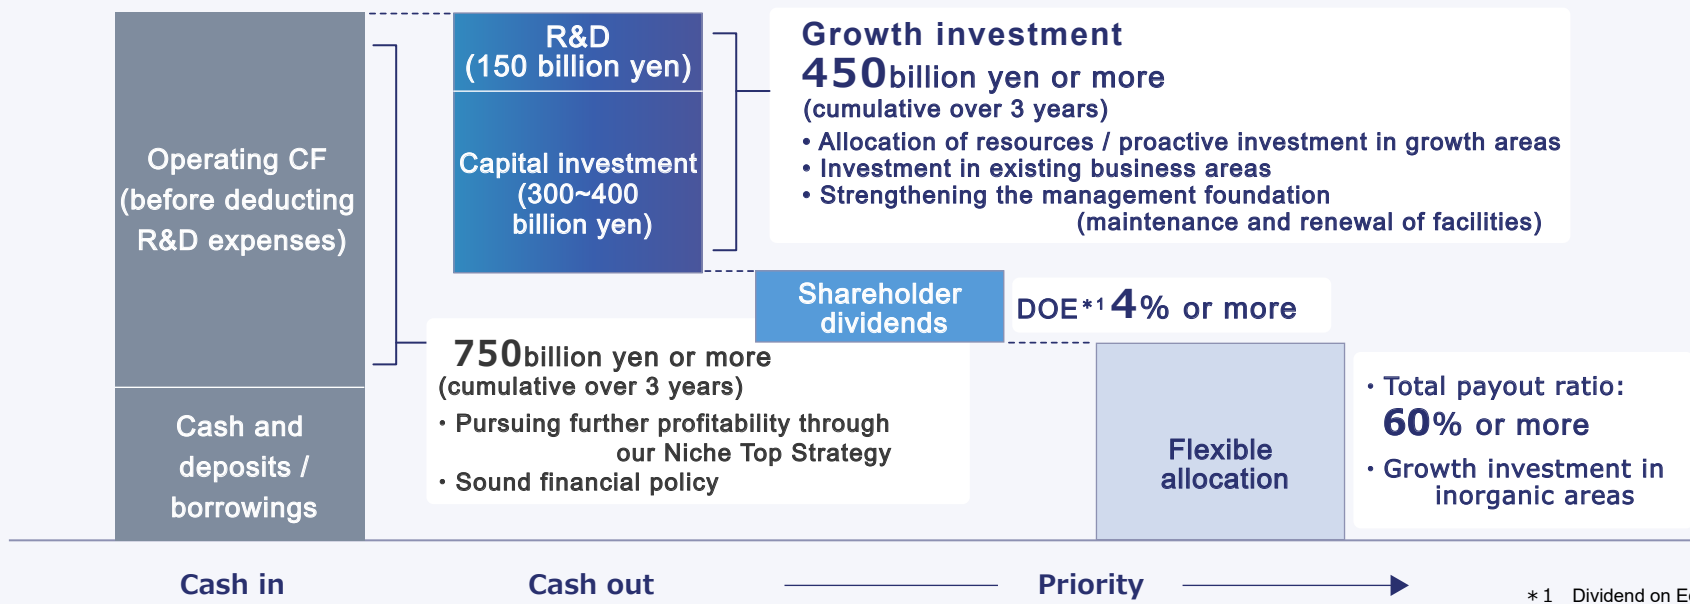 Operating CF
(before deducting
R&D expenses)
Cash and
deposits /
borrowings
R&D
(150 billion yen)
Capital investment
(300~400
billion yen)
Growth investment
450 billion yen or more
(cumulative over 3 years)
• Allocation of resources / proactive investment in growth areas
• Investment in existing business areas
• Strengthening the management foundation
(maintenance and renewal of facilities)
Shareholder
dividends
DOE*1 4% or more
750 billion yen or more
(cumulative over 3 years)
・Pursuing further profitability through
our Niche Top Strategy
・Sound financial policy
Flexible
allocation
・Total payout ratio:
60% or more
・Growth investment in
inorganic areas
Cash in
Cash out
Priority
*1 Dividend on